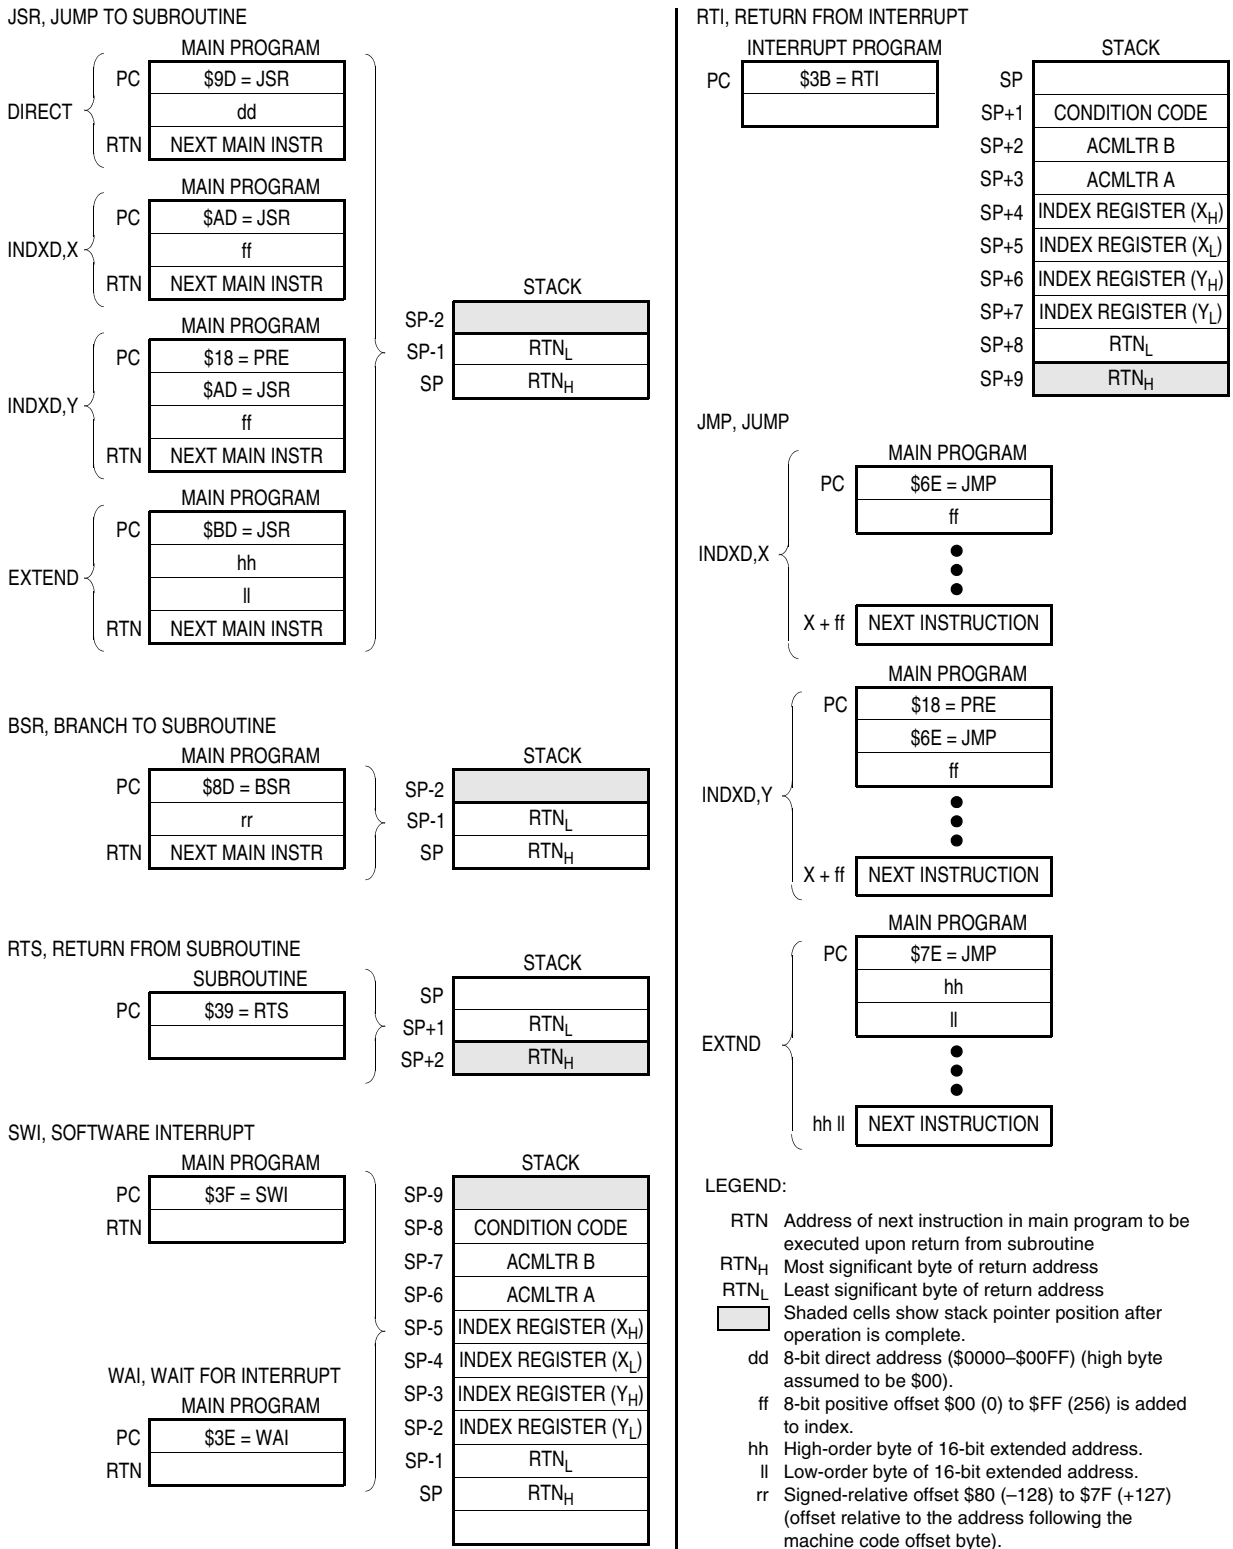 JSR, JUMP TO SUBROUTINE
MAIN PROGRAM
DIRECT
PC $9D = JSR
dd
RTN NEXT MAIN INSTR
MAIN PROGRAM
PC $AD = JSR
INDXD,X
ff
RTN NEXT MAIN INSTR
MAIN PROGRAM
PC $18 = PRE
$AD = JSR
INDXD,Y
ff
RTN NEXT MAIN INSTR
MAIN PROGRAM
PC $BD = JSR
hh
EXTEND
ll
RTN NEXT MAIN INSTR
STACK
SP-2
SP-1 RTNL
SP RTNH
BSR, BRANCH TO SUBROUTINE
MAIN PROGRAM
PC $8D = BSR
rr
RTN NEXT MAIN INSTR
STACK
SP-2
SP-1 RTNL
SP RTNH
RTS, RETURN FROM SUBROUTINE
SUBROUTINE
PC $39 = RTS
STACK
SP
SP+1 RTNL
SP+2 RTNH
SWI, SOFTWARE INTERRUPT
MAIN PROGRAM
PC $3F = SWI
RTN
WAI, WAIT FOR INTERRUPT
MAIN PROGRAM
PC $3E = WAI
RTN
STACK
SP-9
SP-8 CONDITION CODE
SP-7 ACMLTR B
SP-6 ACMLTR A
SP-5 INDEX REGISTER (XH)
SP-4 INDEX REGISTER (XL)
SP-3 INDEX REGISTER (YH)
SP-2 INDEX REGISTER (YL)
SP-1 RTNL
SP RTNH
RTI, RETURN FROM INTERRUPT
INTERRUPT PROGRAM
PC $3B = RTI
STACK
SP
SP+1 CONDITION CODE
SP+2 ACMLTR B
SP+3 ACMLTR A
SP+4 INDEX REGISTER (XH)
SP+5 INDEX REGISTER (XL)
SP+6 INDEX REGISTER (YH)
SP+7 INDEX REGISTER (YL)
SP+8 RTNL
SP+9 RTNH
JMP, JUMP
MAIN PROGRAM
PC $6E = JMP
ff
INDXD,X
X + ff NEXT INSTRUCTION
MAIN PROGRAM
PC $18 = PRE
$6E = JMP
ff
INDXD,Y
X + ff NEXT INSTRUCTION
MAIN PROGRAM
PC $7E = JMP
hh
ll
EXTND
hh ll NEXT INSTRUCTION
LEGEND:
RTN Address of next instruction in main program to be
executed upon return from subroutine
RTNH Most significant byte of return address
RTNL Least significant byte of return address
Shaded cells show stack pointer position after
operation is complete.
dd 8-bit direct address ($0000–$00FF) (high byte
assumed to be $00).
ff 8-bit positive offset $00 (0) to $FF (256) is added
to index.
hh High-order byte of 16-bit extended address.
ll Low-order byte of 16-bit extended address.
rr Signed-relative offset $80 (–128) to $7F (+127)
(offset relative to the address following the
machine code offset byte).